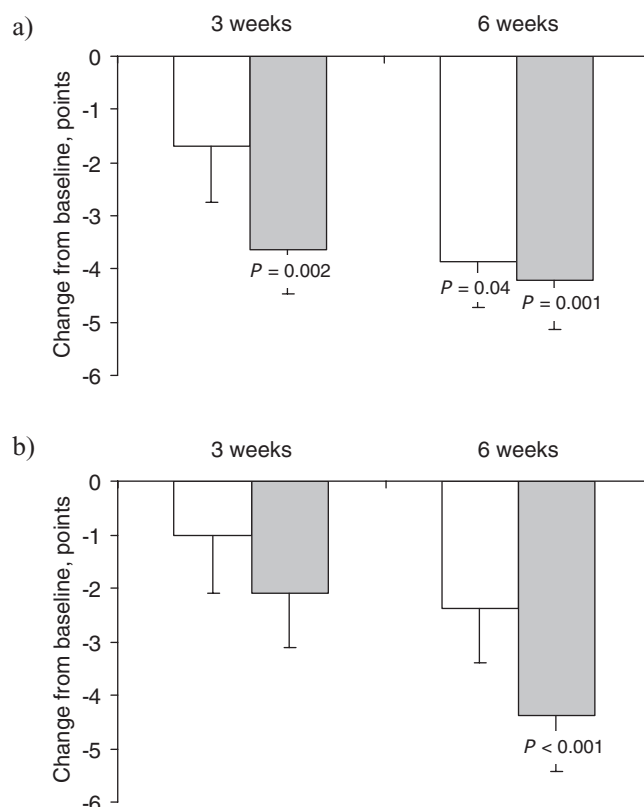 a)
3 weeks 6 weeks
Change from baseline, points
0
-1
-2
-3
-4
-5
-6
P = 0.002
P = 0.04
P = 0.001
b)
3 weeks 6 weeks
Change from baseline, points
0
-1
-2
-3
-4
-5
-6
P < 0.001